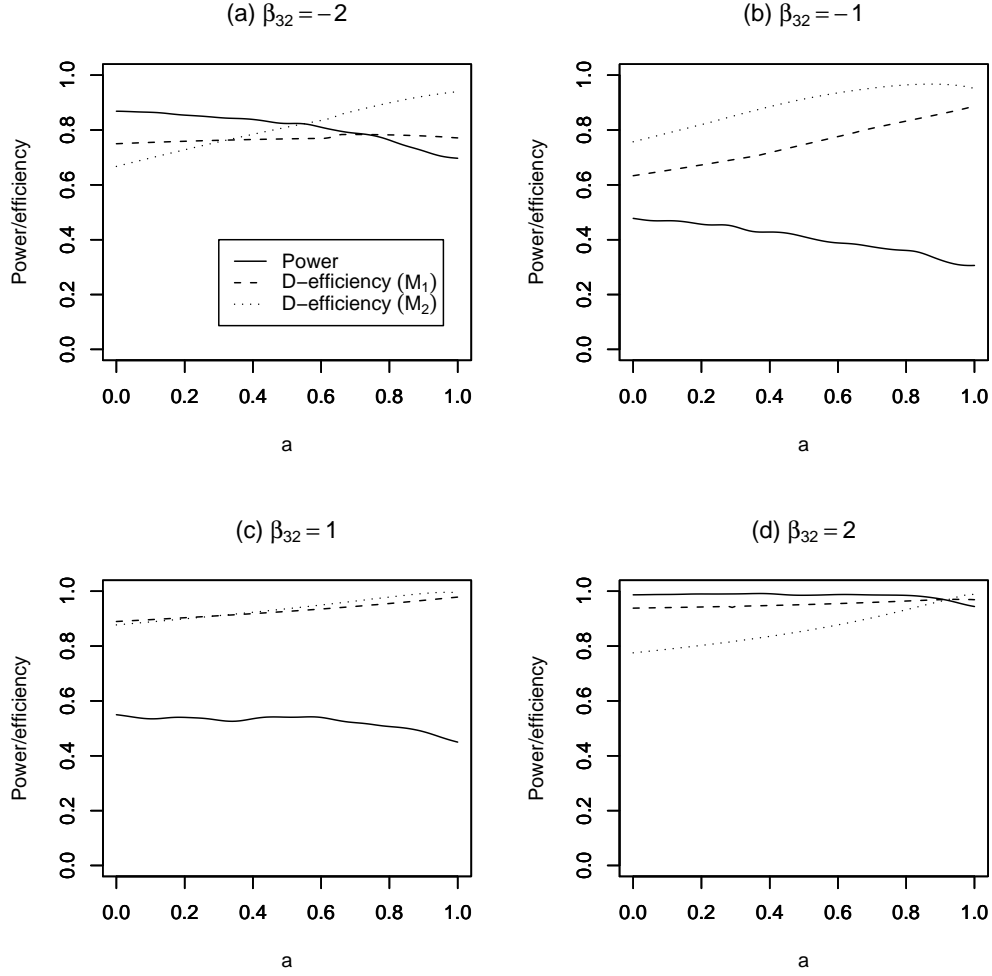 (a) β₃₂ = −2
Power/efficiency
1.0
0.8
0.6
0.4
0.2
0.0
Power
D−efficiency (M₁)
D−efficiency (M₂)
0.0 0.2 0.4 0.6 0.8 1.0
a
(b) β₃₂ = −1
Power/efficiency
1.0
0.8
0.6
0.4
0.2
0.0
0.0 0.2 0.4 0.6 0.8 1.0
a
(c) β₃₂ = 1
Power/efficiency
1.0
0.8
0.6
0.4
0.2
0.0
0.0 0.2 0.4 0.6 0.8 1.0
a
(d) β₃₂ = 2
Power/efficiency
1.0
0.8
0.6
0.4
0.2
0.0
0.0 0.2 0.4 0.6 0.8 1.0
a